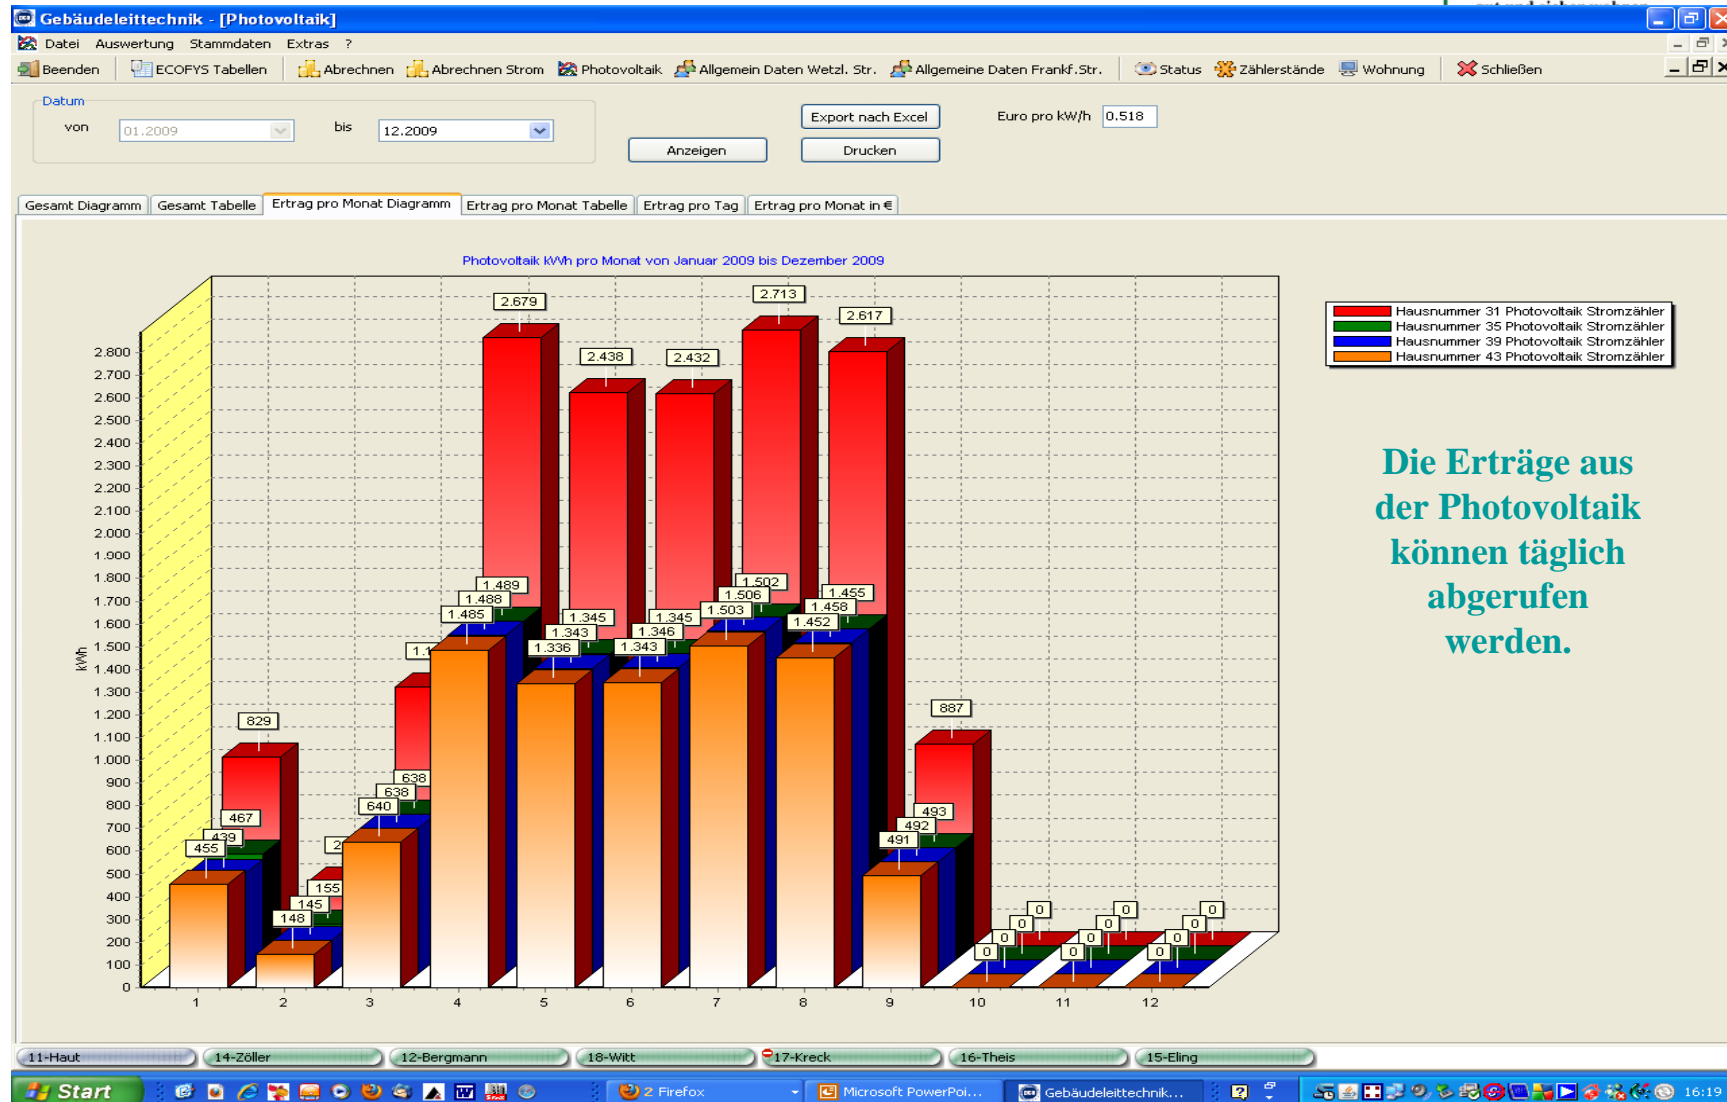 Gebäudeleittechnik - [Photovoltaik]
Datei Auswertung Stammdaten Extras ?
Beenden ECOFYS Tabellen Abrechnen Abrechnen Strom Photovoltaik Allgemein Daten Wetzl. Str. Allgemeine Daten Frankf.Str. Status Zählerstände Wohnung Schließen
Datum
von 01.2009 bis 12.2009
Export nach Excel
Euro pro kW/h 0.518
Anzeigen
Drucken
Gesamt Diagramm Gesamt Tabelle Ertrag pro Monat Diagramm Ertrag pro Monat Tabelle Ertrag pro Tag Ertrag pro Monat in €
Photovoltaik kWh pro Monat von Januar 2009 bis Dezember 2009
Hausnummer 31 Photovoltaik Stromzähler
Hausnummer 35 Photovoltaik Stromzähler
Hausnummer 39 Photovoltaik Stromzähler
Hausnummer 43 Photovoltaik Stromzähler
kWh
2.800
2.700
2.600
2.500
2.400
2.300
2.200
2.100
2.000
1.900
1.800
1.700
1.600
1.500
1.400
1.300
1.200
1.100
1.000
900
800
700
600
500
400
300
200
100
0
829
467
439
455
155
145
148
638
638
640
2.679
1.489
1.488
1.485
2.438
1.345
1.343
1.336
2.432
1.345
1.346
1.343
2.713
1.502
1.506
1.503
2.617
1.455
1.458
1.452
887
493
492
491
0 0 0 0
0 0 0 0
0 0 0 0
1 2 3 4 5 6 7 8 9 10 11 12
Die Erträge aus
der Photovoltaik
können täglich
abgerufen
werden.
11-Haut 14-Zöller 12-Bergmann 18-Witt 17-Kreck 16-Theis 15-Eling
Start 2 Firefox Microsoft PowerPoi... Gebäudeleittechnik... 16:19